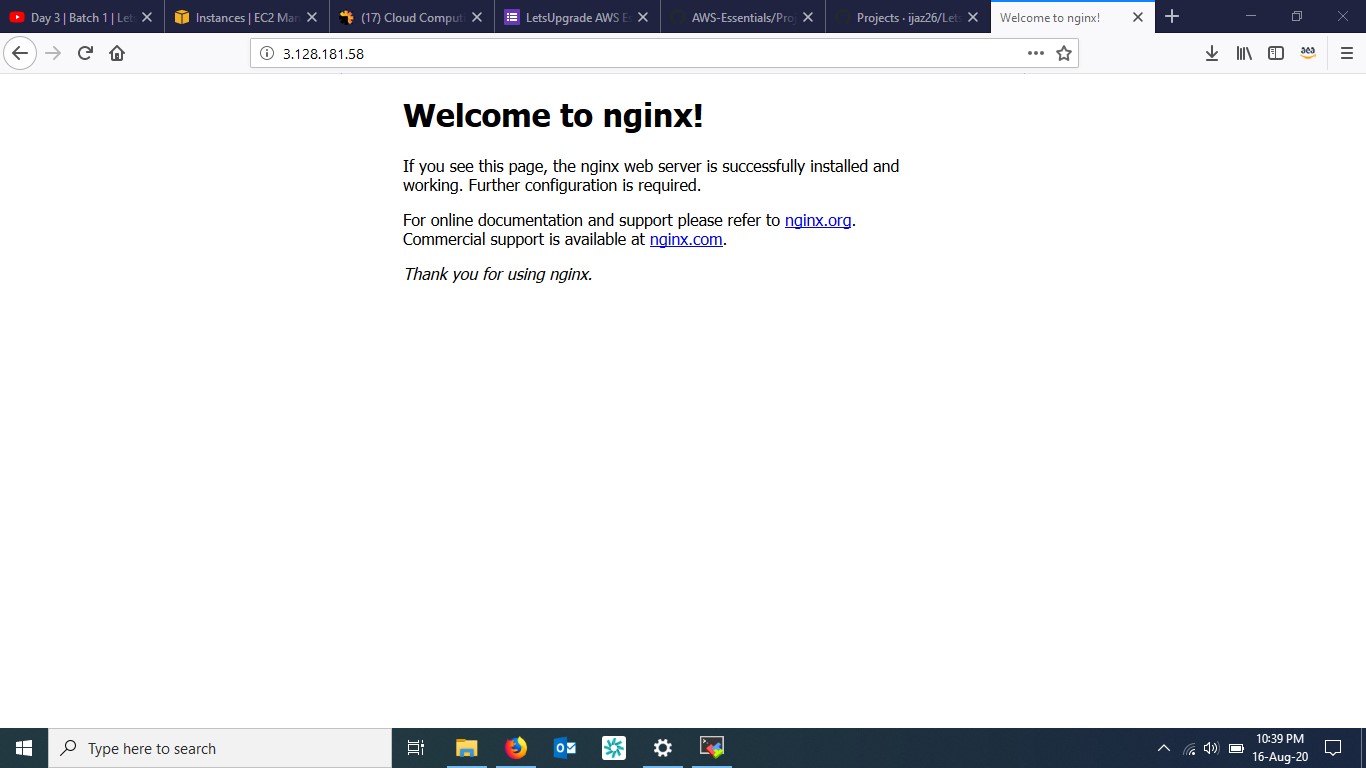 Day 3 | Batch 1 | Let
Instances | EC2 Man
(17) Cloud Comput
LetsUpgrade AWS Es
AWS-Essentials/Proj
Projects · ijaz26/Lets
Welcome to nginx!
3.128.181.58
Welcome to nginx!
If you see this page, the nginx web server is successfully installed and
working. Further configuration is required.
For online documentation and support please refer to nginx.org.
Commercial support is available at nginx.com.
Thank you for using nginx.
Type here to search
10:39 PM
16-Aug-20